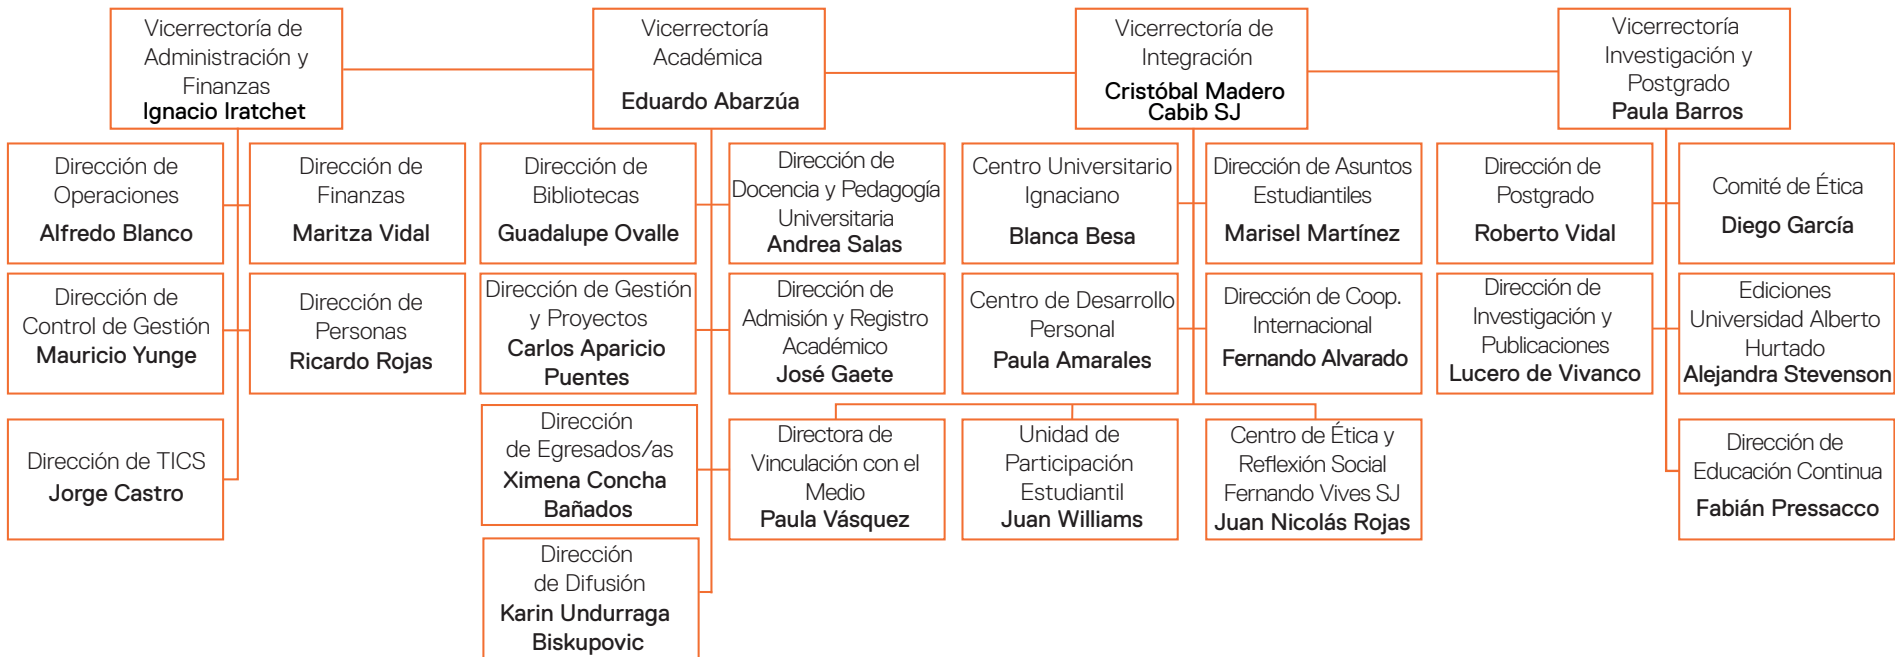 Vicerrectoría de
Administración y
Finanzas
Ignacio Iratchet
Vicerrectoría
Académica
Eduardo Abarzúa
Vicerrectoría de
Integración
Cristóbal Madero
Cabib SJ
Vicerrectoría
Investigación y
Postgrado
Paula Barros
Dirección de
Operaciones
Alfredo Blanco
Dirección de
Finanzas
Maritza Vidal
Dirección de
Bibliotecas
Guadalupe Ovalle
Dirección de
Docencia y Pedagogía
Universitaria
Andrea Salas
Centro Universitario
Ignaciano
Blanca Besa
Dirección de Asuntos
Estudiantiles
Marisel Martínez
Dirección de
Postgrado
Roberto Vidal
Comité de Ética
Diego García
Dirección de
Control de Gestión
Mauricio Yunge
Dirección de
Personas
Ricardo Rojas
Dirección de Gestión
y Proyectos
Carlos Aparicio
Puentes
Dirección de
Admisión y Registro
Académico
José Gaete
Centro de Desarrollo
Personal
Paula Amarales
Dirección de Coop.
Internacional
Fernando Alvarado
Dirección de
Investigación y
Publicaciones
Lucero de Vivanco
Ediciones
Universidad Alberto
Hurtado
Alejandra Stevenson
Dirección de TICS
Jorge Castro
Dirección
de Egresados/as
Ximena Concha
Bañados
Directora de
Vinculación con el
Medio
Paula Vásquez
Unidad de
Participación
Estudiantil
Juan Williams
Centro de Ética y
Reflexión Social
Fernando Vives SJ
Juan Nicolás Rojas
Dirección de
Educación Continua
Fabián Pressacco
Dirección
de Difusión
Karin Undurraga
Biskupovic